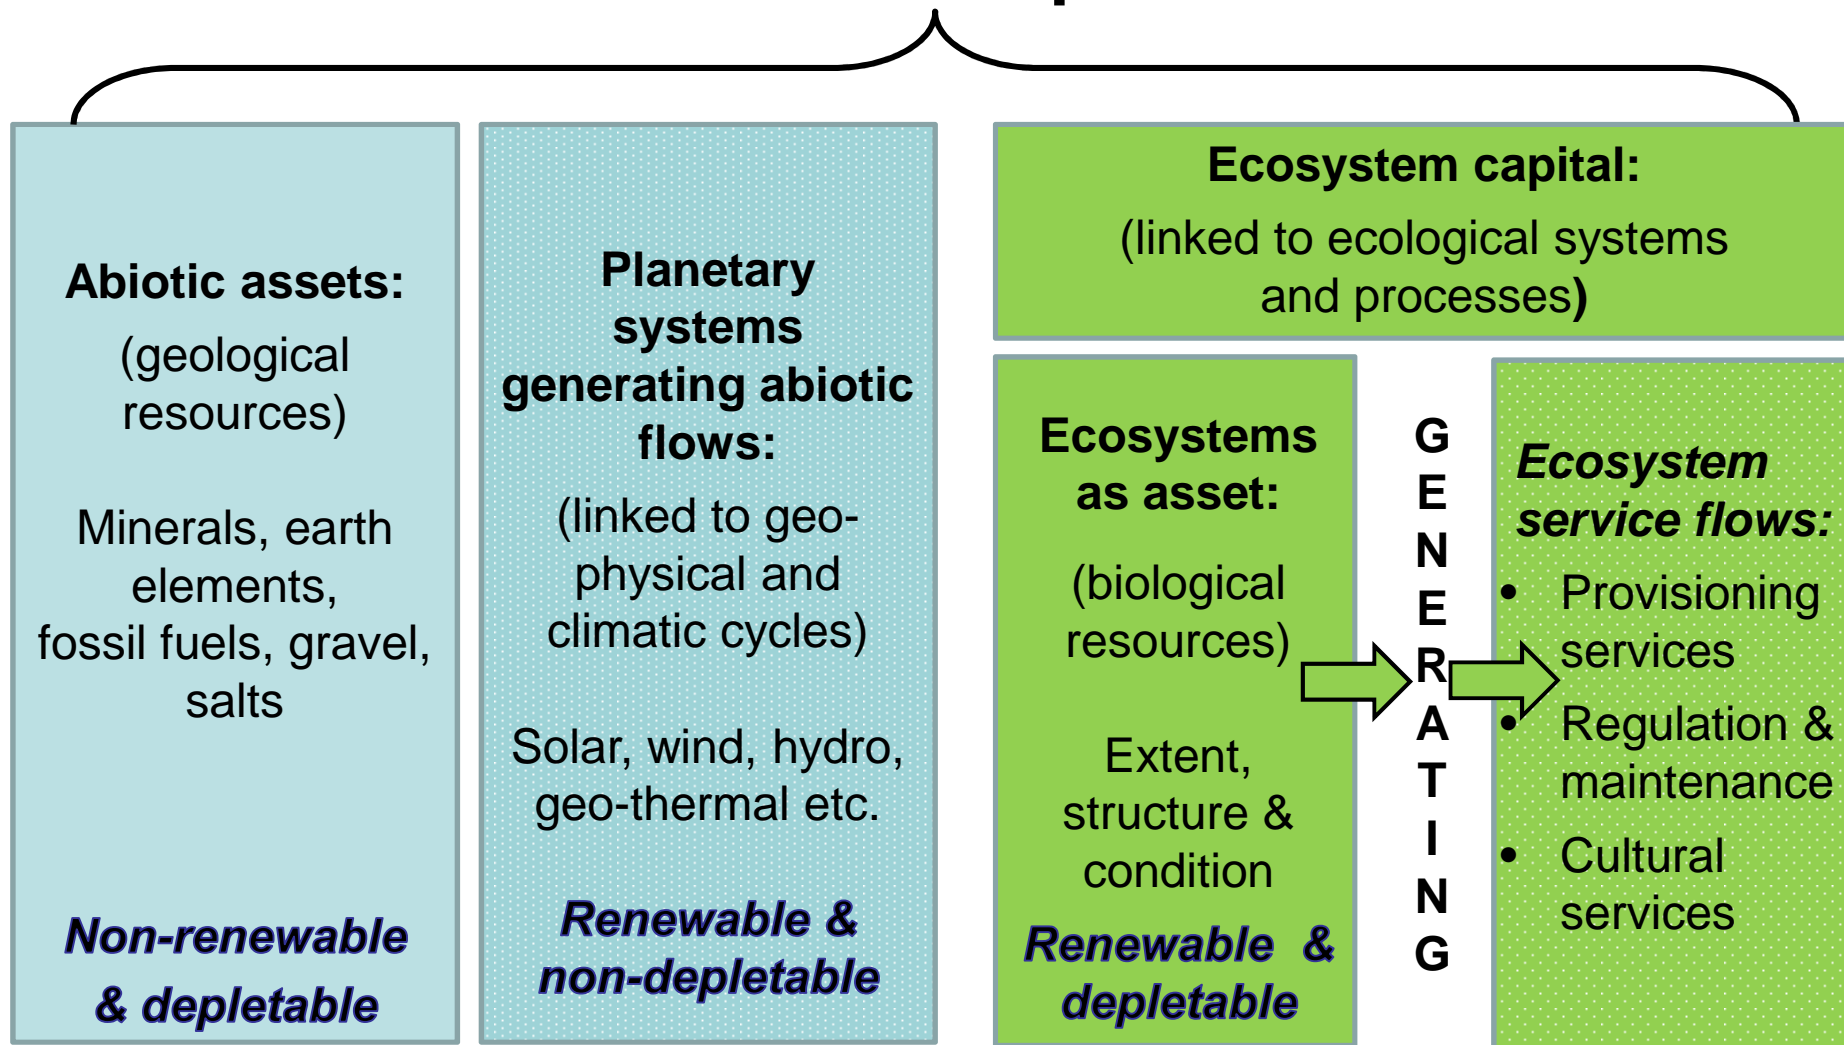 Abiotic assets:
(geological
resources)
Minerals, earth
elements,
fossil fuels, gravel,
salts
Non-renewable
& depletable
Planetary
systems
generating abiotic
flows:
(linked to geo-
physical and
climatic cycles)
Solar, wind, hydro,
geo-thermal etc.
Renewable &
non-depletable
Ecosystem capital:
(linked to ecological systems
and processes)
Ecosystems
as asset:
(biological
resources)
Extent,
structure &
condition
Renewable &
depletable
G
E
N
E
R
A
T
I
N
G
Ecosystem
service flows:
• Provisioning
services
• Regulation &
maintenance
• Cultural
services